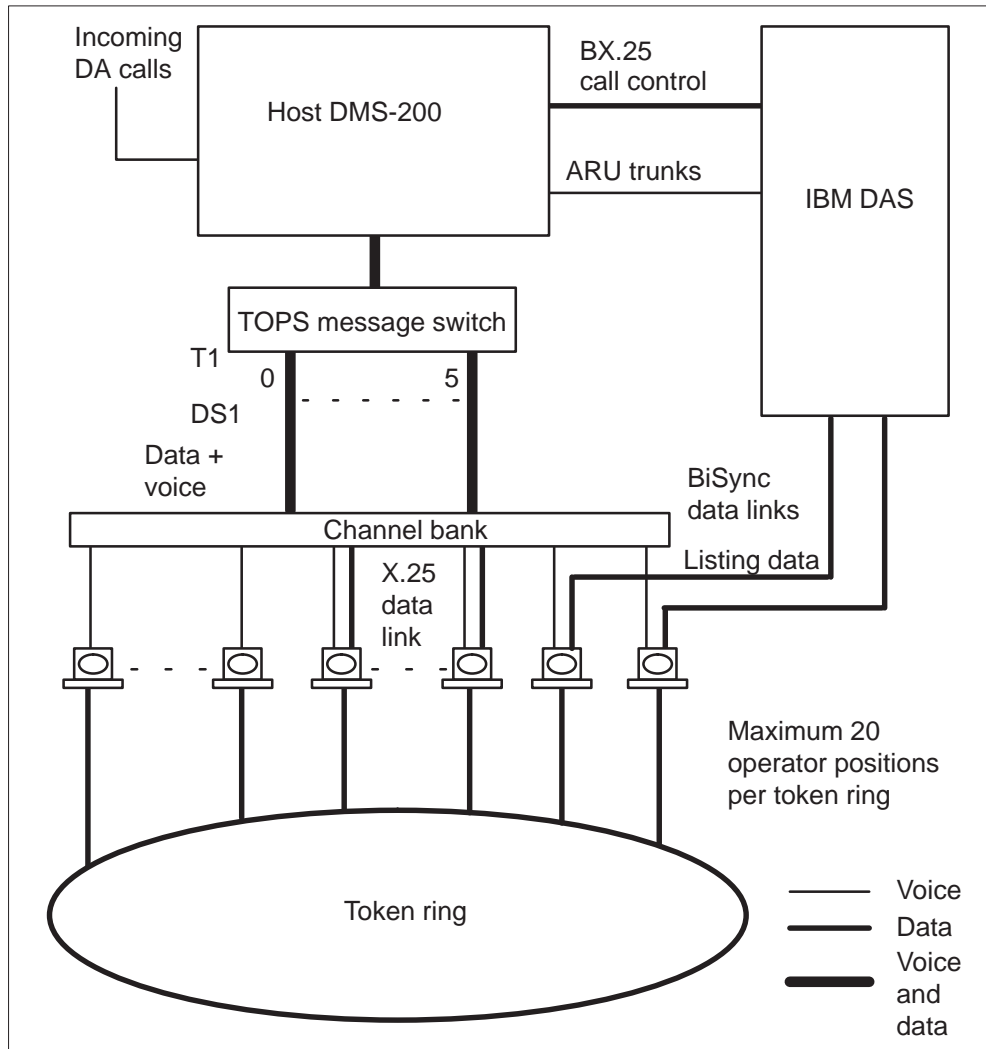 Incoming
DA calls
Host DMS-200
BX.25
call control
ARU trunks
IBM DAS
TOPS message switch
T1
0
5
DS1
Data +
voice
BiSync
data links
Channel bank
Listing data
X.25
data
link
Maximum 20
operator positions
per token ring
Token ring
Voice
Data
Voice
and
data